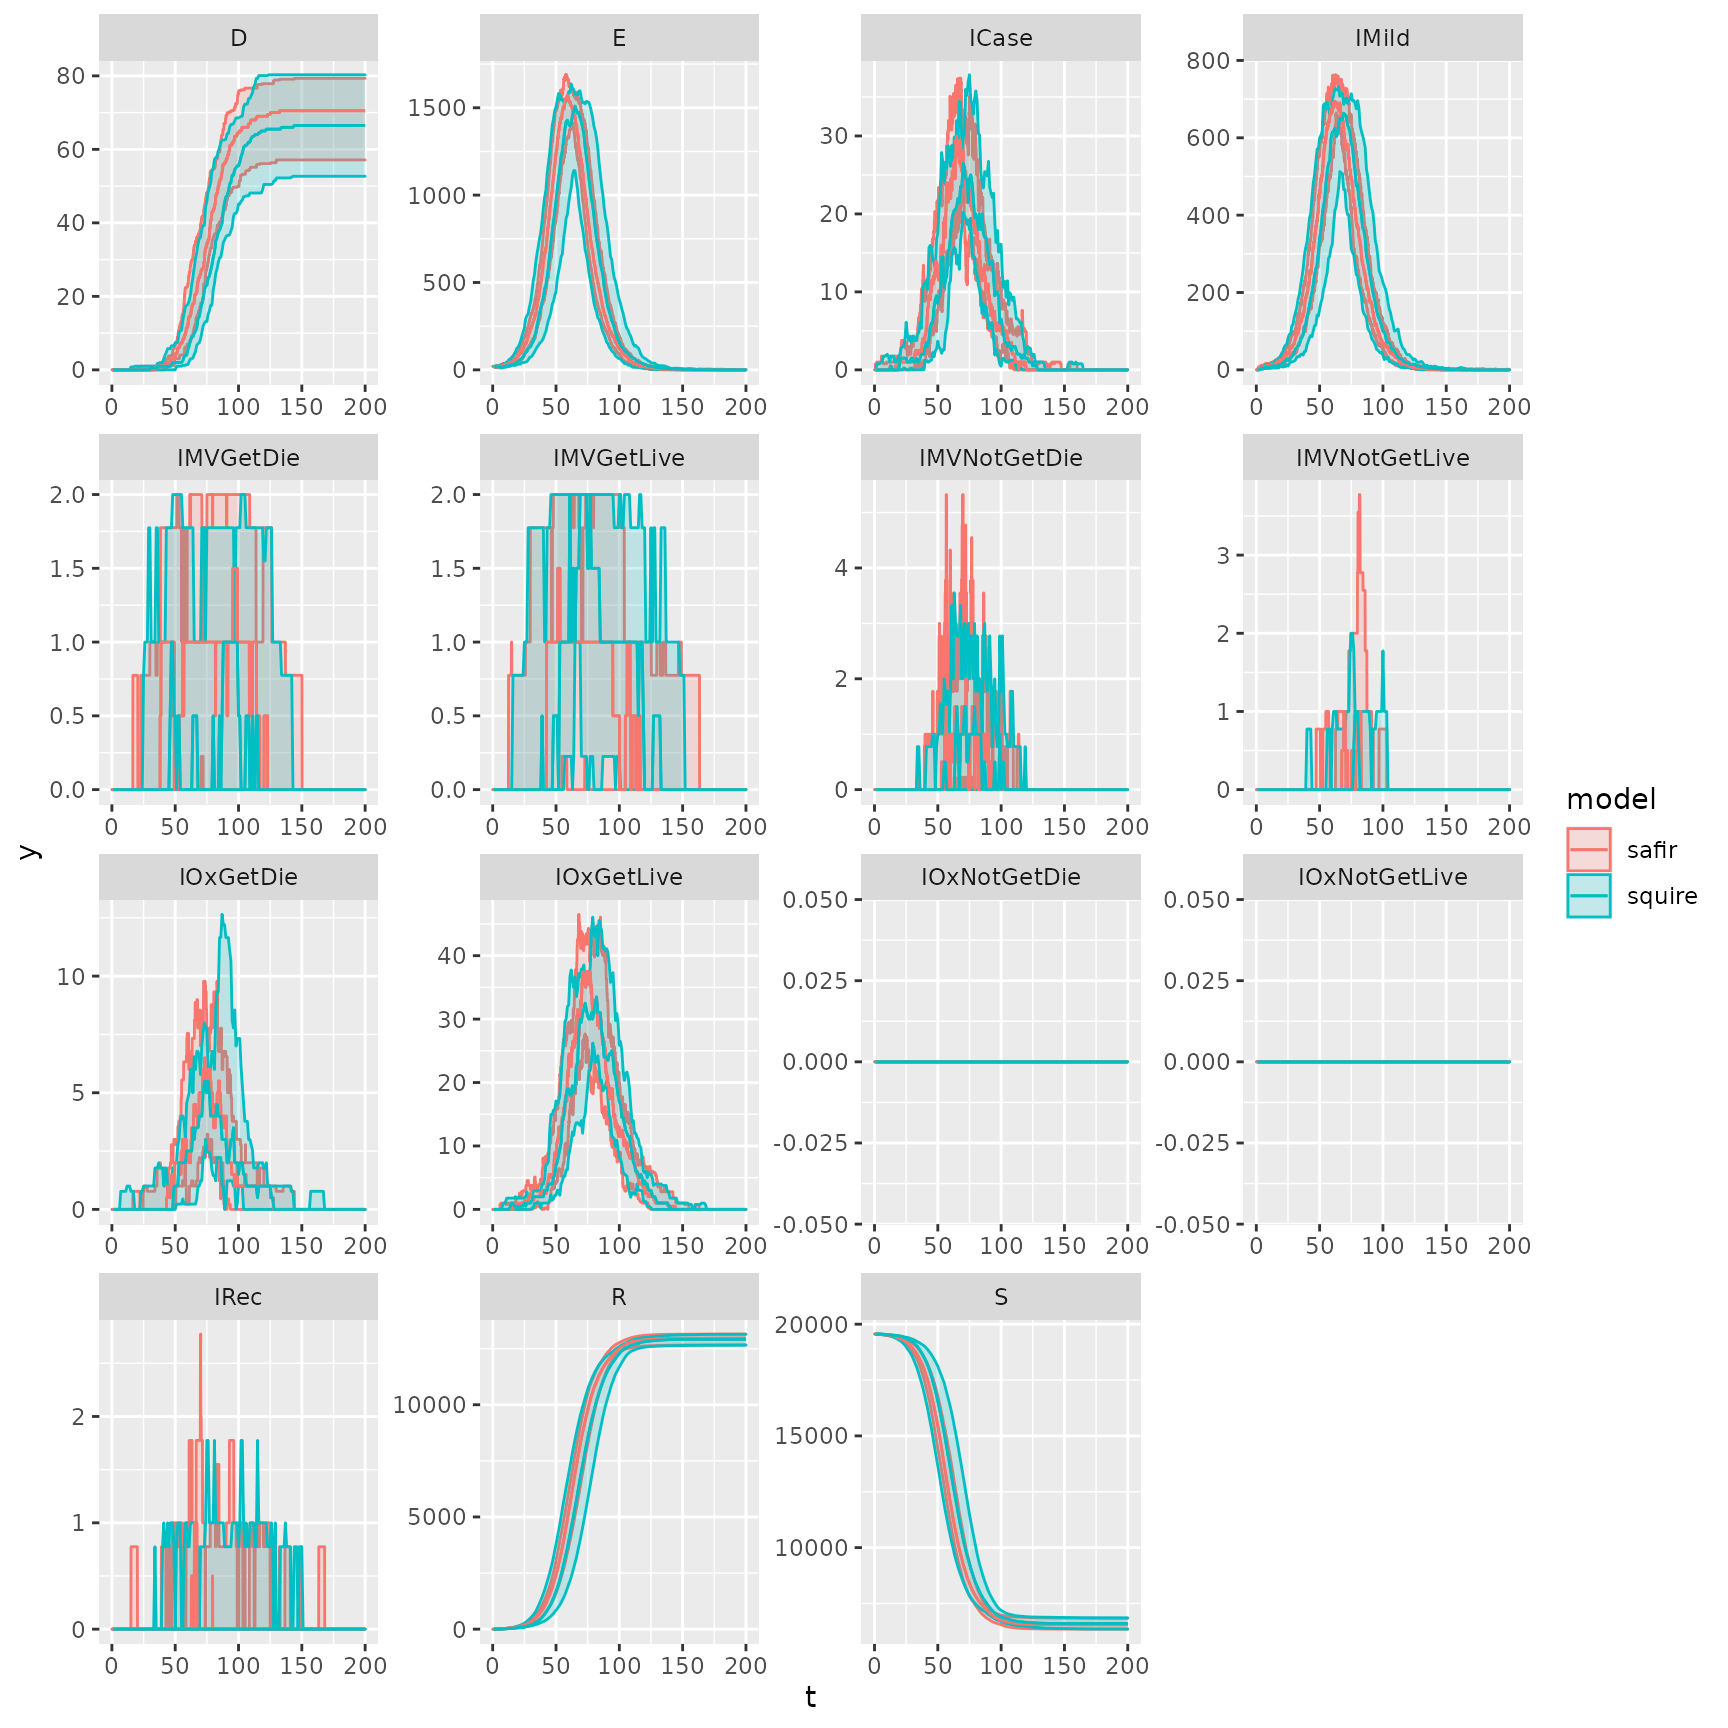 D E ICase IMild
80 60 40 20 0
1500 1000 500 0
30 20 10 0
800 600 400 200 0
0 50 100 150 200 0 50 100 150 200 0 50 100 150 200 0 50 100 150 200
IMVGetDie IMVGetLive IMVNotGetDie IMVNotGetLive
2.0 1.5 1.0 0.5 0.0
2.0 1.5 1.0 0.5 0.0
4 2 0
3 2 1 0
0 50 100 150 200 0 50 100 150 200 0 50 100 150 200 0 50 100 150 200
IOxGetDie IOxGetLive IOxNotGetDie IOxNotGetLive
10 5 0
40 30 20 10 0
0.050 0.025 0.000 -0.025 -0.050
0.050 0.025 0.000 -0.025 -0.050
0 50 100 150 200 0 50 100 150 200 0 50 100 150 200 0 50 100 150 200
IRec R S
2 1 0
10000 5000 0
20000 15000 10000
0 50 100 150 200 0 50 100 150 200 0 50 100 150 200
t
y
model
safir
squire